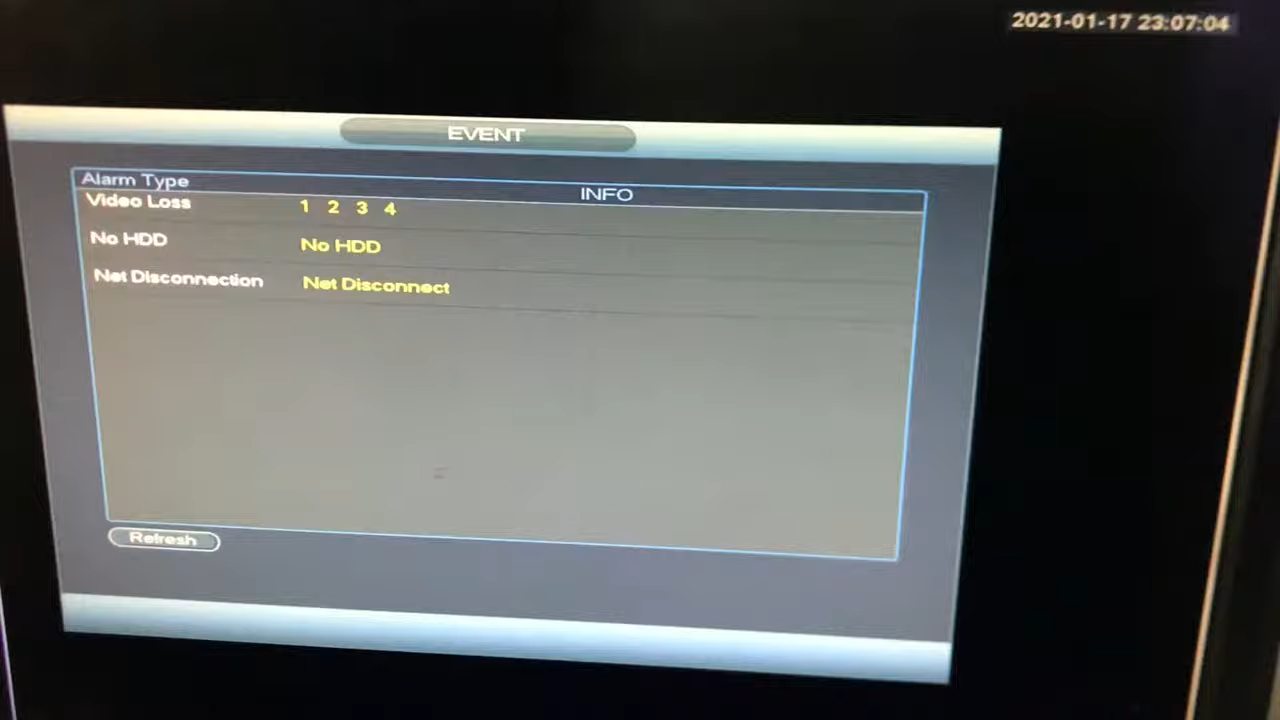 2021-01-17 23:07:04
EVENT
Alarm Type INFO
Video Loss 1 2 3 4
No HDD No HDD
Net Disconnection Net Disconnect
Refresh